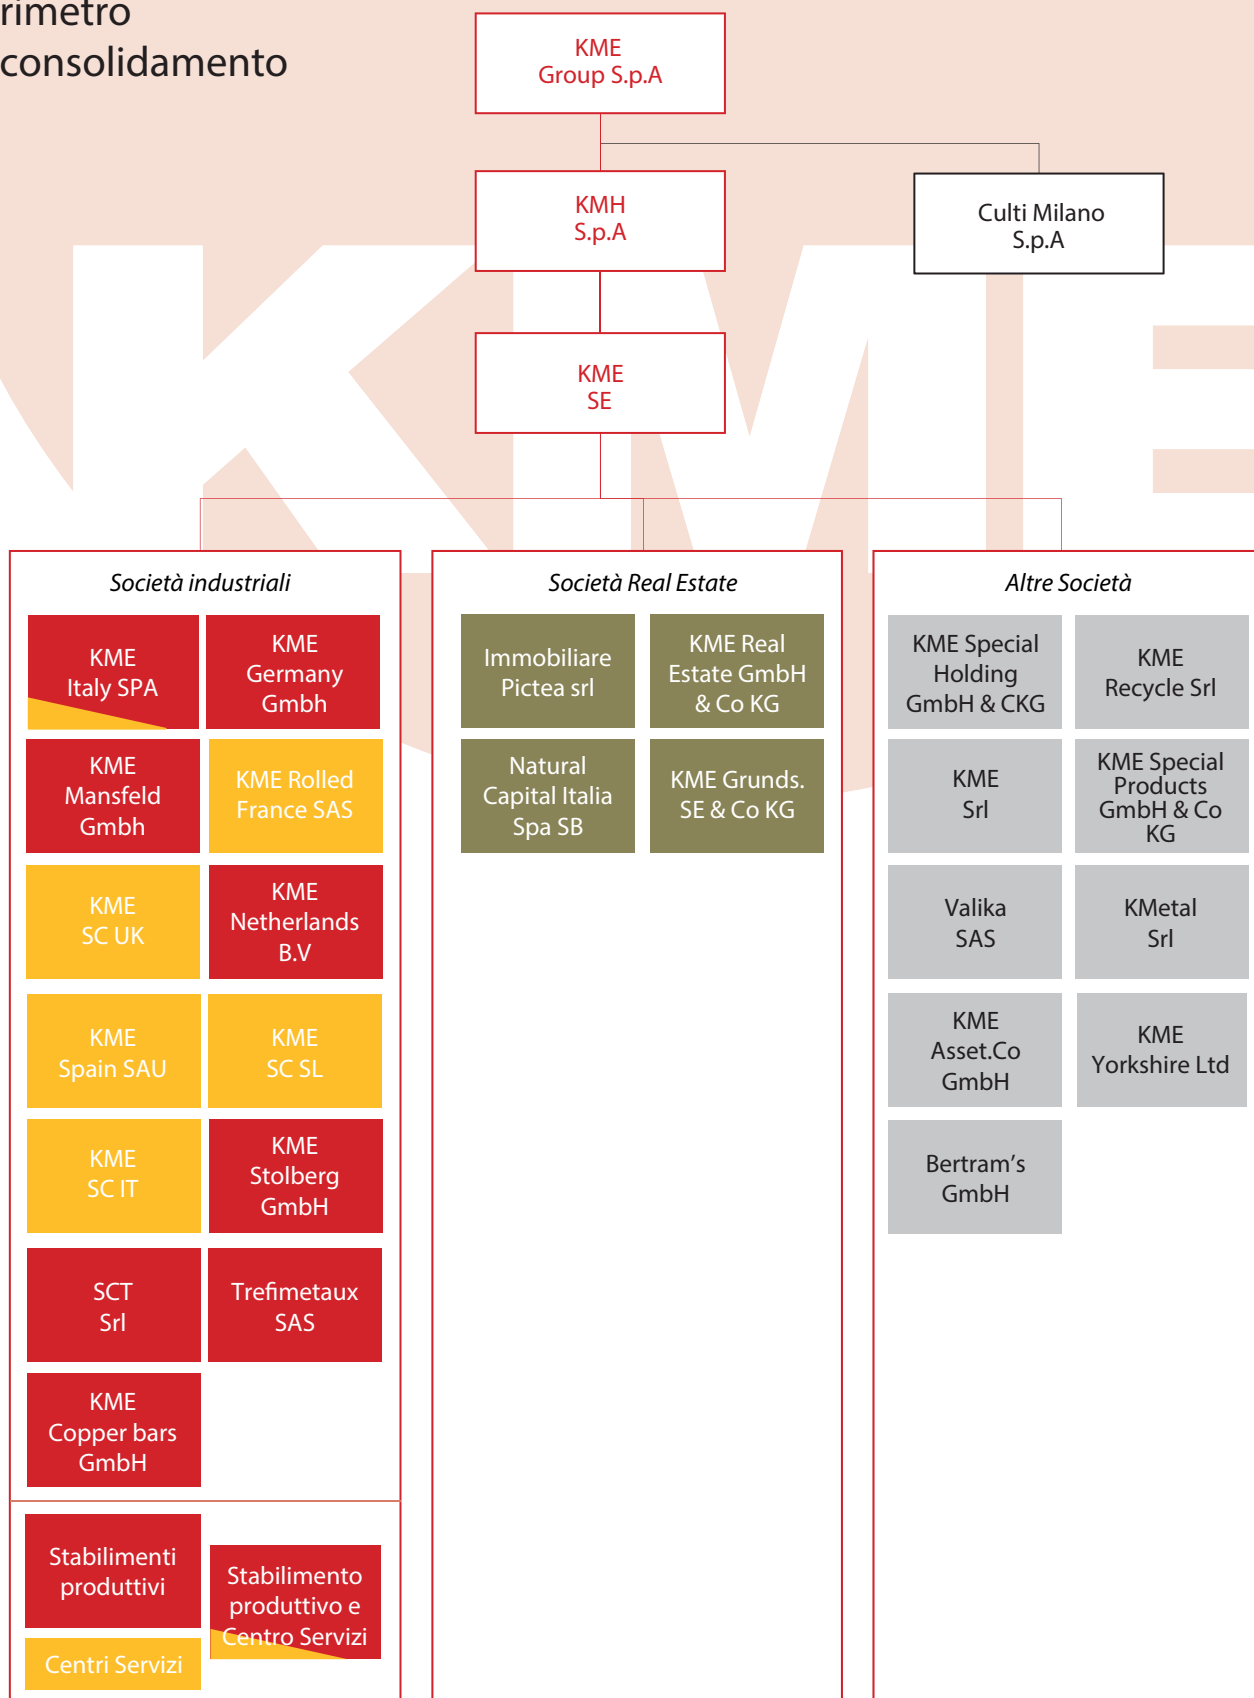 rimetro
consolidamento
KME
Group S.p.A
KMH
S.p.A
Culti Milano
S.p.A
KME
SE
Società industriali
KME
Italy SPA
KME
Germany
Gmbh
KME
Mansfeld
Gmbh
KME Rolled
France SAS
KME
SC UK
KME
Netherlands
B.V
KME
Spain SAU
KME
SC SL
KME
SC IT
KME
Stolberg
GmbH
SCT
Srl
Trefimetaux
SAS
KME
Copper bars
GmbH
Stabilimenti
produttivi
Stabilimento
produttivo e
Centro Servizi
Centri Servizi
Società Real Estate
Immobiliare
Pictea srl
KME Real
Estate GmbH
& Co KG
Natural
Capital Italia
Spa SB
KME Grunds.
SE & Co KG
Altre Società
KME Special
Holding
GmbH & CKG
KME
Recycle Srl
KME
Srl
KME Special
Products
GmbH & Co
KG
Valika
SAS
KMetal
Srl
KME
Asset.Co
GmbH
KME
Yorkshire Ltd
Bertram's
GmbH
KME